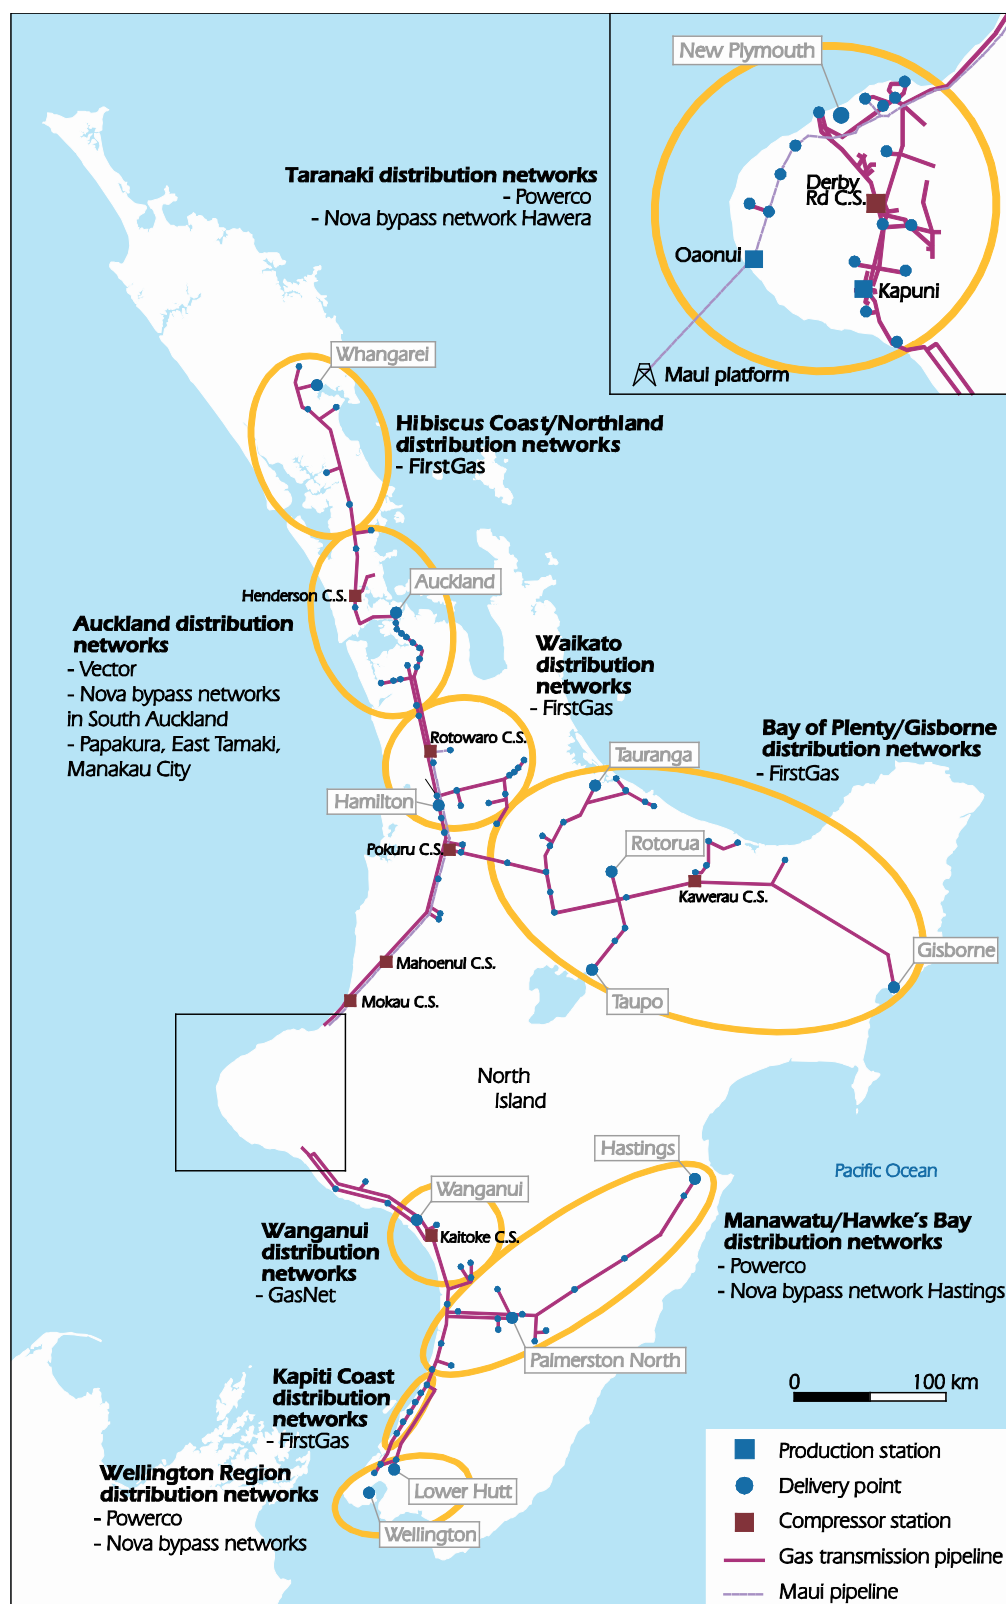 New Plymouth
Taranaki distribution networks
- Powerco
- Nova bypass network Hawera
Derby
Rd C.S.
Oaonui
Kapuni
Maui platform
Whangarei
Hibiscus Coast/Northland
distribution networks
- FirstGas
Auckland
Henderson C.S.
Auckland distribution
networks
- Vector
- Nova bypass networks
in South Auckland
- Papakura, East Tamaki,
Manakau City
Waikato
distribution
networks
- FirstGas
Rotowaro C.S.
Bay of Plenty/Gisborne
distribution networks
- FirstGas
Tauranga
Hamilton
Pokuru C.S.
Rotorua
Kawerau C.S.
Gisborne
Mahoenui C.S.
Taupo
Mokau C.S.
North
Island
Hastings
Pacific Ocean
Wanganui
Manawatu/Hawke's Bay
distribution networks
- Powerco
- Nova bypass network Hastings
Wanganui
distribution
networks
- GasNet
Kaitoke C.S.
Palmerston North
Kapiti Coast
distribution
networks
- FirstGas
0 100 km
Wellington Region
distribution networks
- Powerco
- Nova bypass networks
Lower Hutt
Wellington
Production station
Delivery point
Compressor station
Gas transmission pipeline
Maui pipeline